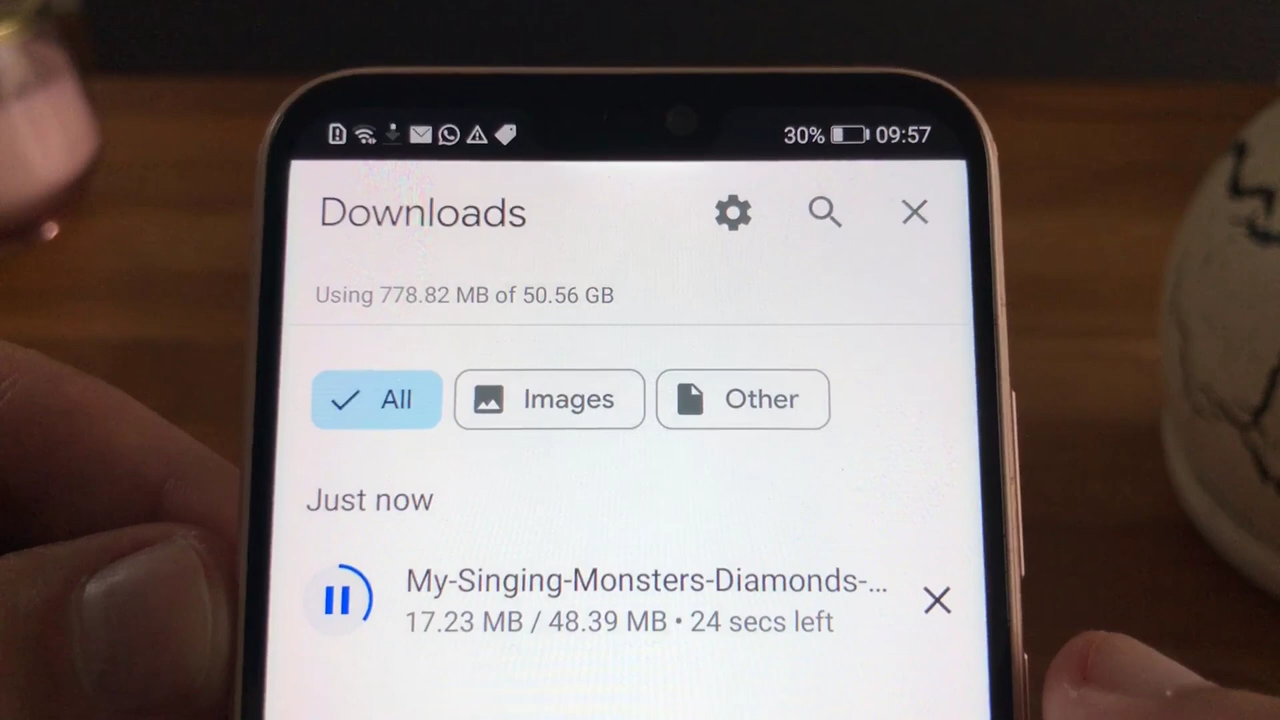 30% 09:57
Downloads
Using 778.82 MB of 50.56 GB
All Images Other
Just now
My-Singing-Monsters-Diamonds-...
17.23 MB / 48.39 MB • 24 secs left